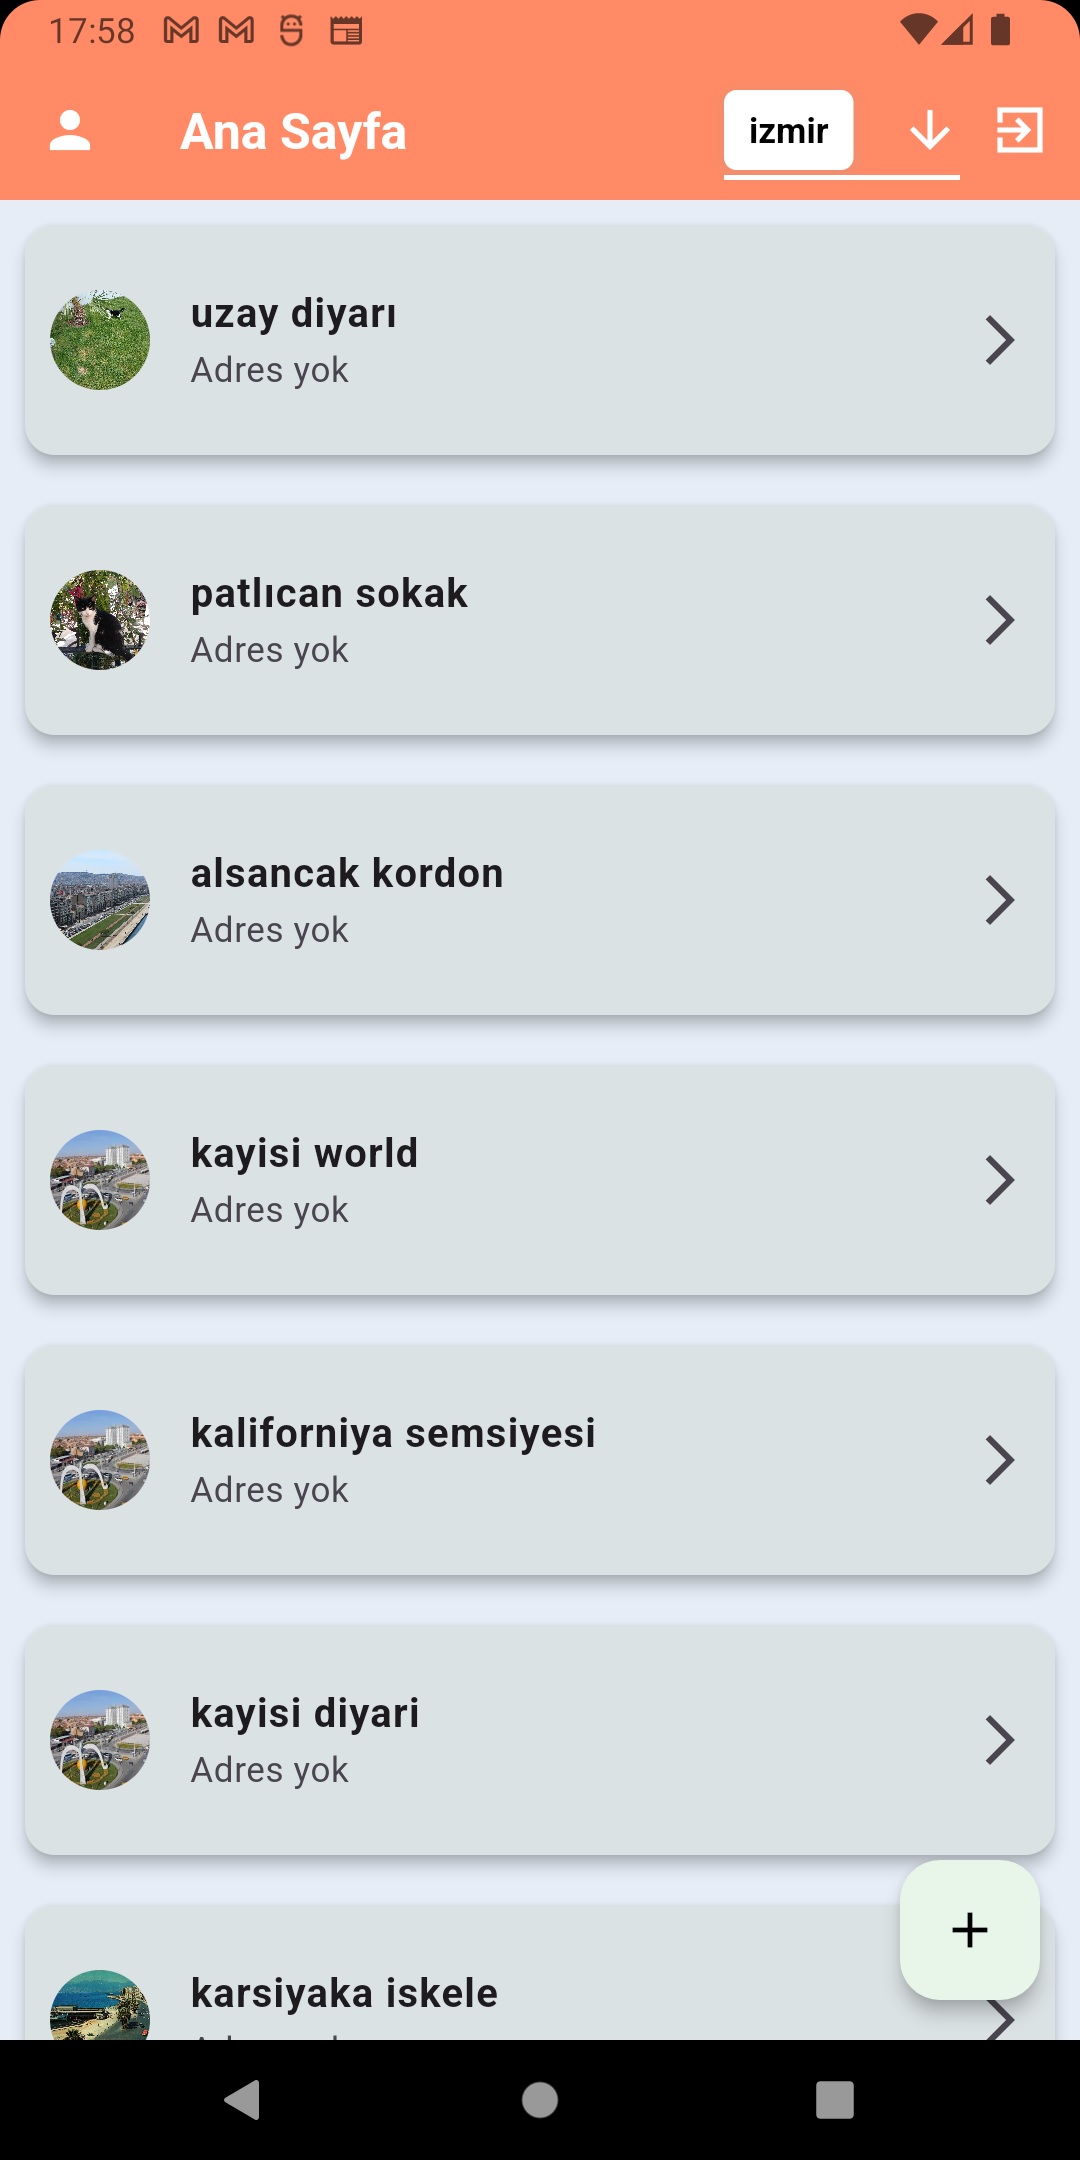 17:58
Ana Sayfa
izmir
uzay diyarı
Adres yok
patlıcan sokak
Adres yok
alsancak kordon
Adres yok
kayisi world
Adres yok
kaliforniya semsiyesi
Adres yok
kayisi diyari
Adres yok
karsiyaka iskele